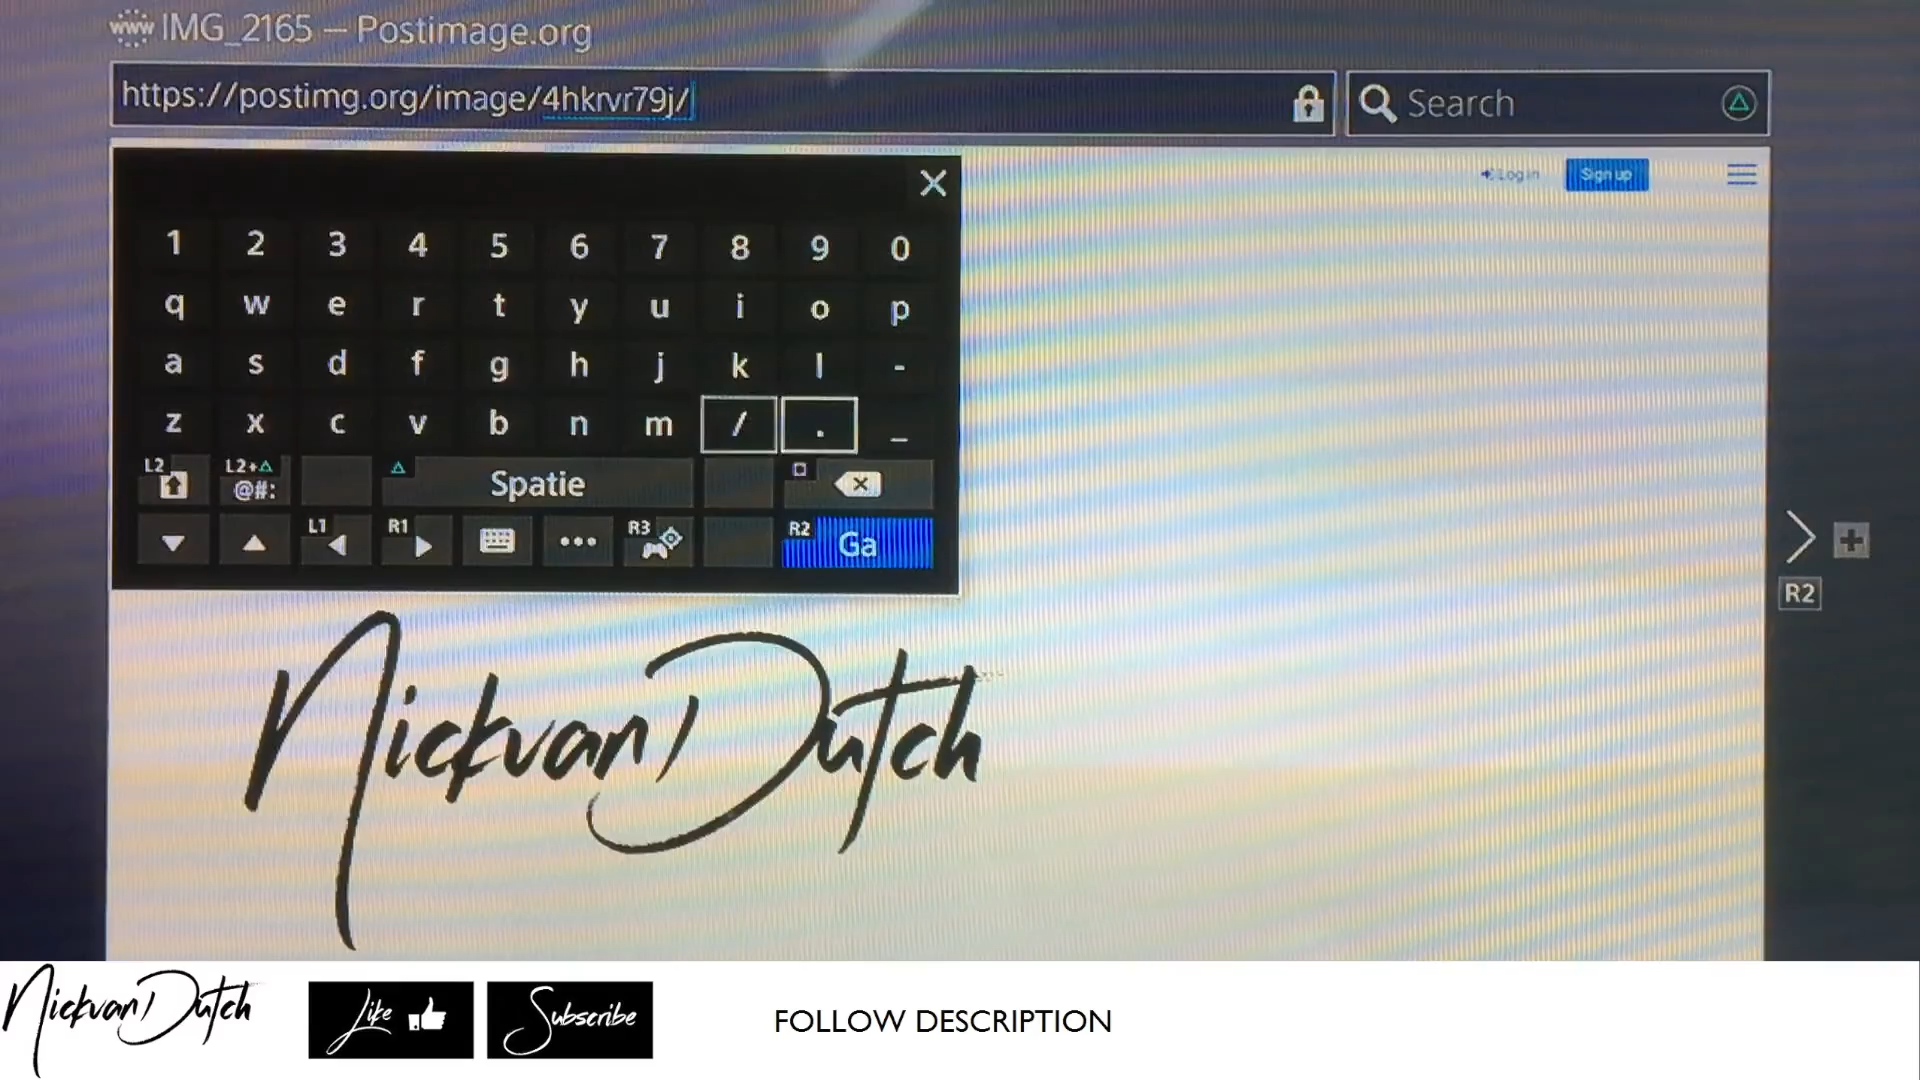 www IMG_2165 – Postimage.org
https://postimg.org/image/4hkrvr79j/
Search
Log in
Sign up
1 2 3 4 5 6 7 8 9 0
q w e r t y u i o p
a s d f g h j k l -
z x c v b n m / . _
L2 L2+△ @#: △ Spatie
L1 R1 ••• R3 R2 Ga
R2
NickvanDutch
NickvanDutch
Like
Subscribe
FOLLOW DESCRIPTION